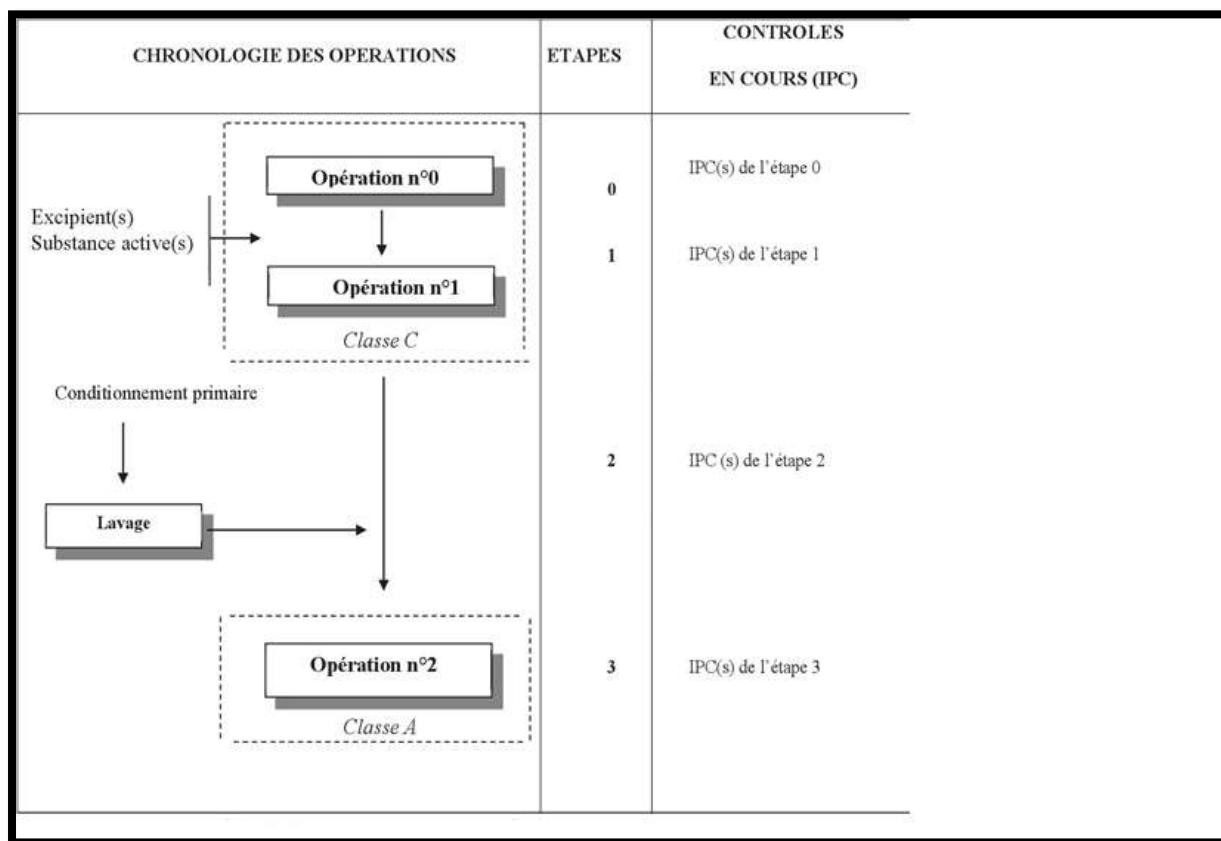 CHRONOLOGIE DES OPERATIONS
ETAPES
CONTROLES
EN COURS (IPC)
Opération n°0
0
IPC(s) de l'étape 0
Excipient(s)
Substance active(s)
1
IPC(s) de l'étape 1
Opération n°1
Classe C
Conditionnement primaire
2
IPC (s) de l'étape 2
Lavage
Opération n°2
3
IPC(s) de l'étape 3
Classe A